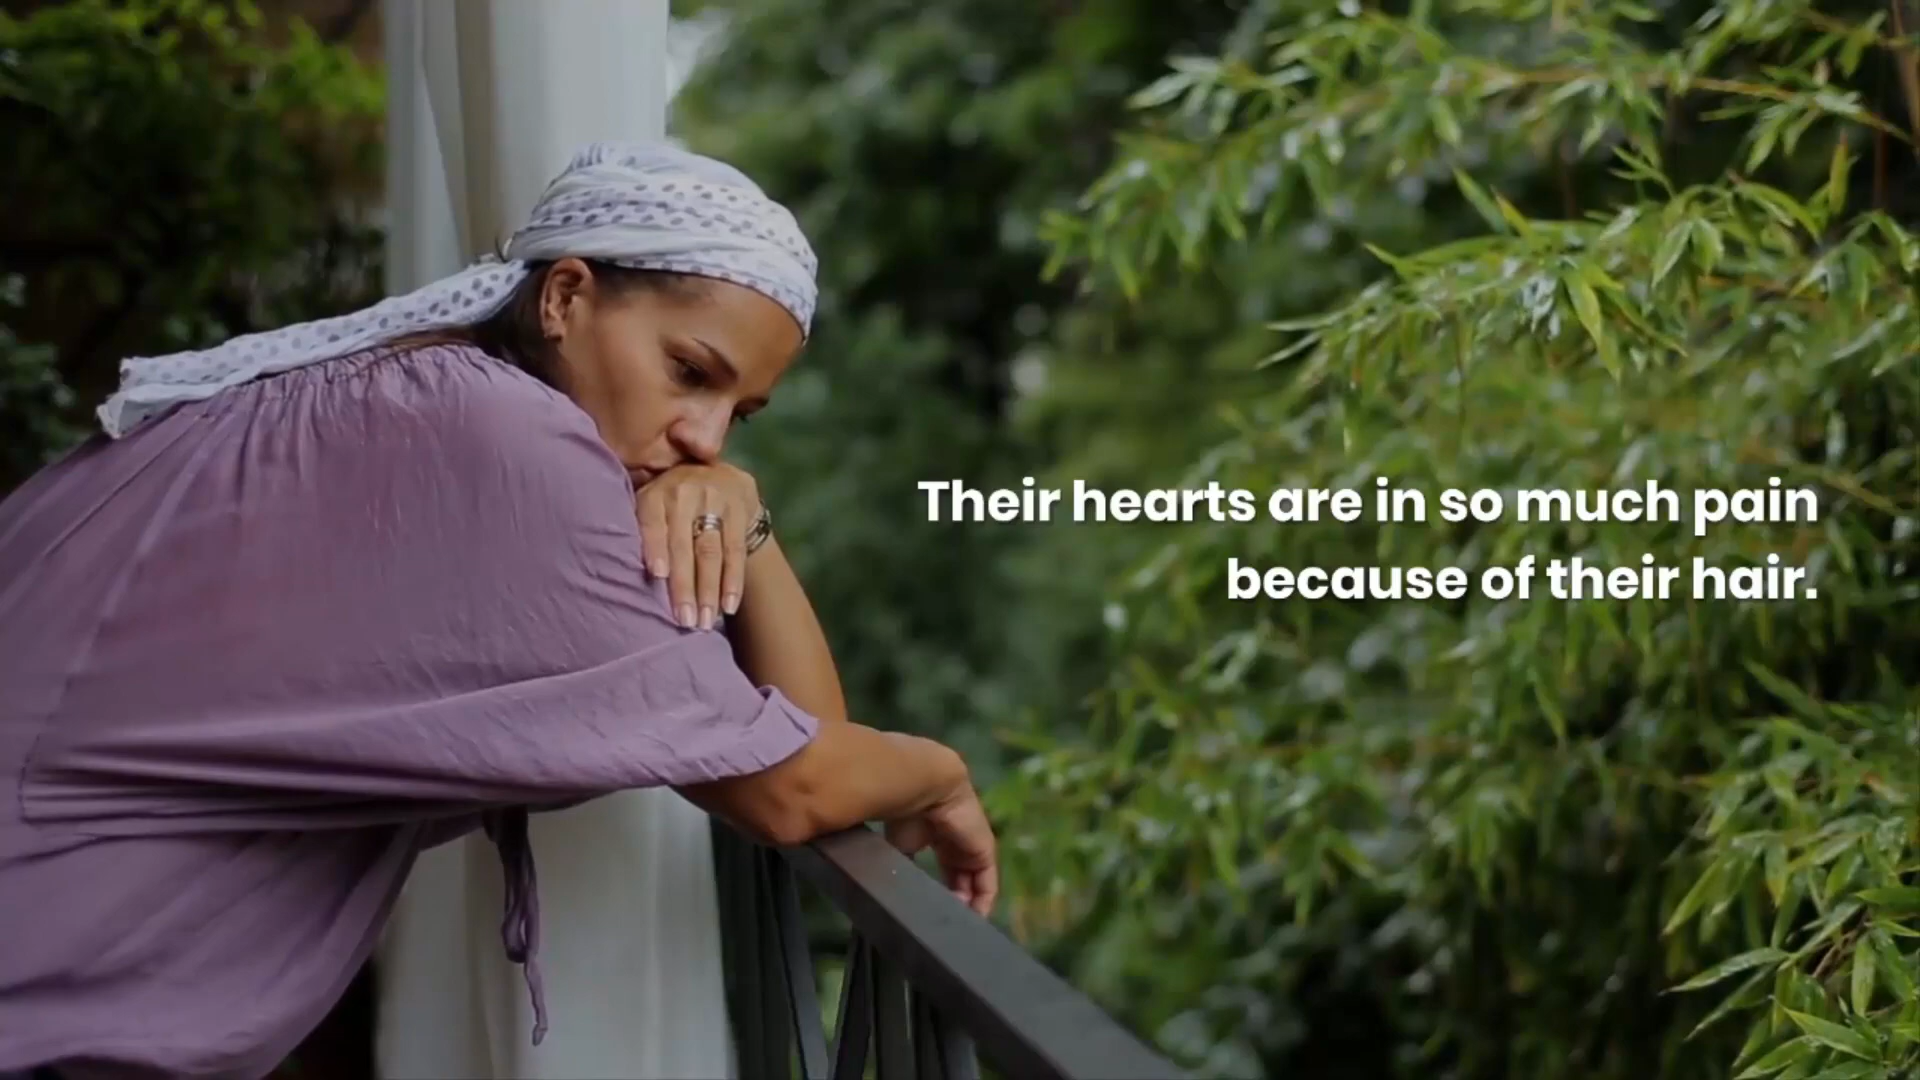 Their hearts are in so much pain
because of their hair.